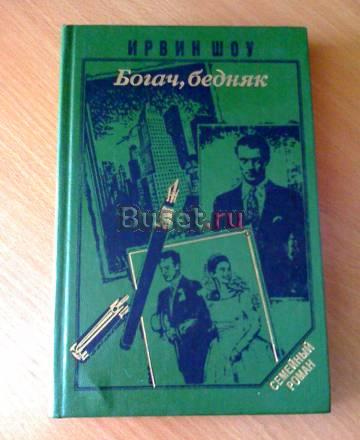 ИРВИН ШОУ
Богач, бедняк
Buset.ru
СЕМЕЙНЫЙ
РОМАН